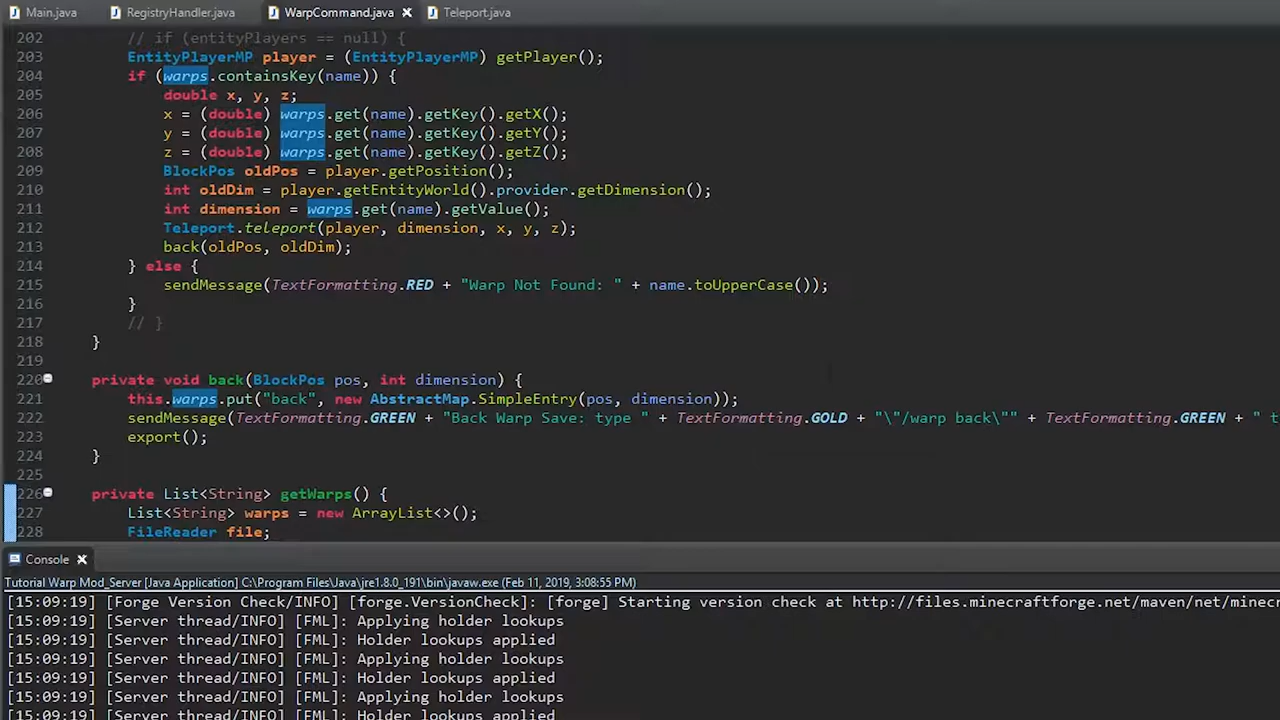 Main.java RegistryHandler.java WarpCommand.java Teleport.java
202 // if (entityPlayers == null) {
203 EntityPlayerMP player = (EntityPlayerMP) getPlayer();
204 if (warps.containsKey(name)) {
205 double x, y, z;
206 x = (double) warps.get(name).getKey().getX();
207 y = (double) warps.get(name).getKey().getY();
208 z = (double) warps.get(name).getKey().getZ();
209 BlockPos oldPos = player.getPosition();
210 int oldDim = player.getEntityWorld().provider.getDimension();
211 int dimension = warps.get(name).getValue();
212 Teleport.teleport(player, dimension, x, y, z);
213 back(oldPos, oldDim);
214 } else {
215 sendMessage(TextFormatting.RED + "Warp Not Found: " + name.toUpperCase());
216 }
217 // }
218 }
219
220 private void back(BlockPos pos, int dimension) {
221 this.warps.put("back", new AbstractMap.SimpleEntry(pos, dimension));
222 sendMessage(TextFormatting.GREEN + "Back Warp Save: type " + TextFormatting.GOLD + "\"/warp back\"" + TextFormatting.GREEN + " t
223 export();
224 }
225
226 private List<String> getWarps() {
227 List<String> warps = new ArrayList<>();
228 FileReader file;
Console
Tutorial Warp Mod_Server [Java Application] C:\Program Files\Java\jre1.8.0_191\bin\javaw.exe (Feb 11, 2019, 3:08:55 PM)
[15:09:19] [Forge Version Check/INFO] [forge.VersionCheck]: [forge] Starting version check at http://files.minecraftforge.net/maven/net/minec
[15:09:19] [Server thread/INFO] [FML]: Applying holder lookups
[15:09:19] [Server thread/INFO] [FML]: Holder lookups applied
[15:09:19] [Server thread/INFO] [FML]: Applying holder lookups
[15:09:19] [Server thread/INFO] [FML]: Holder lookups applied
[15:09:19] [Server thread/INFO] [FML]: Applying holder lookups
[15:09:19] [Server thread/INFO] [FML]: Holder lookups applied